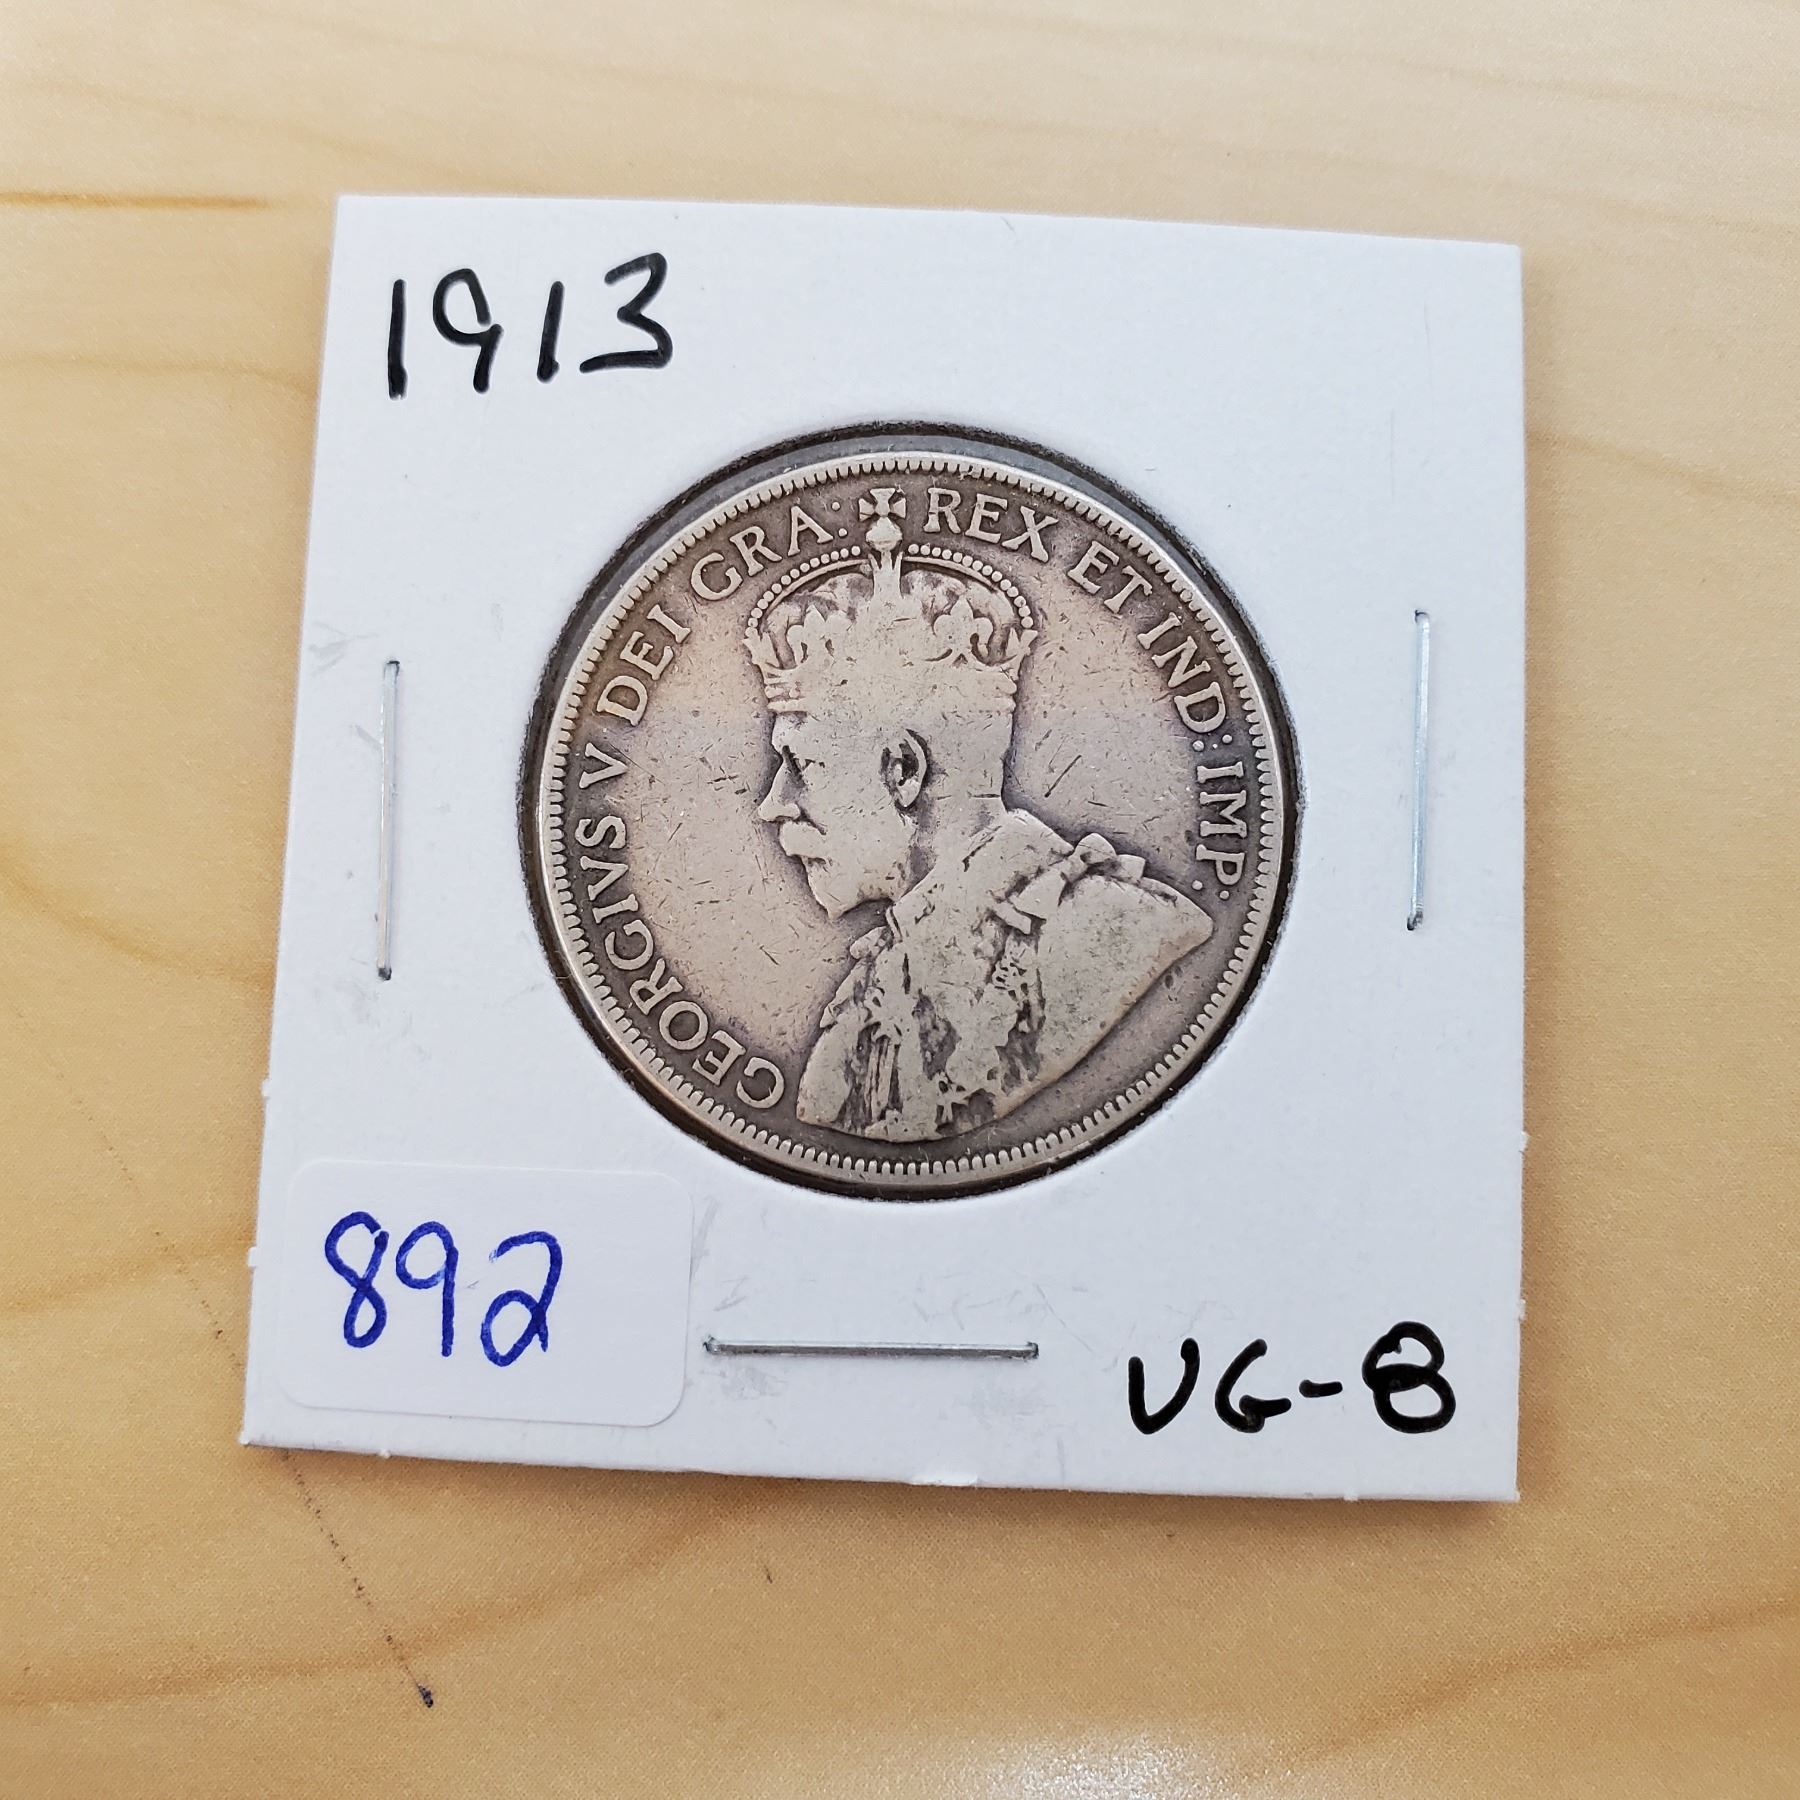 1913
GEORGIVS V DEI GRA: REX ET IND: IMP:
892
VG-8